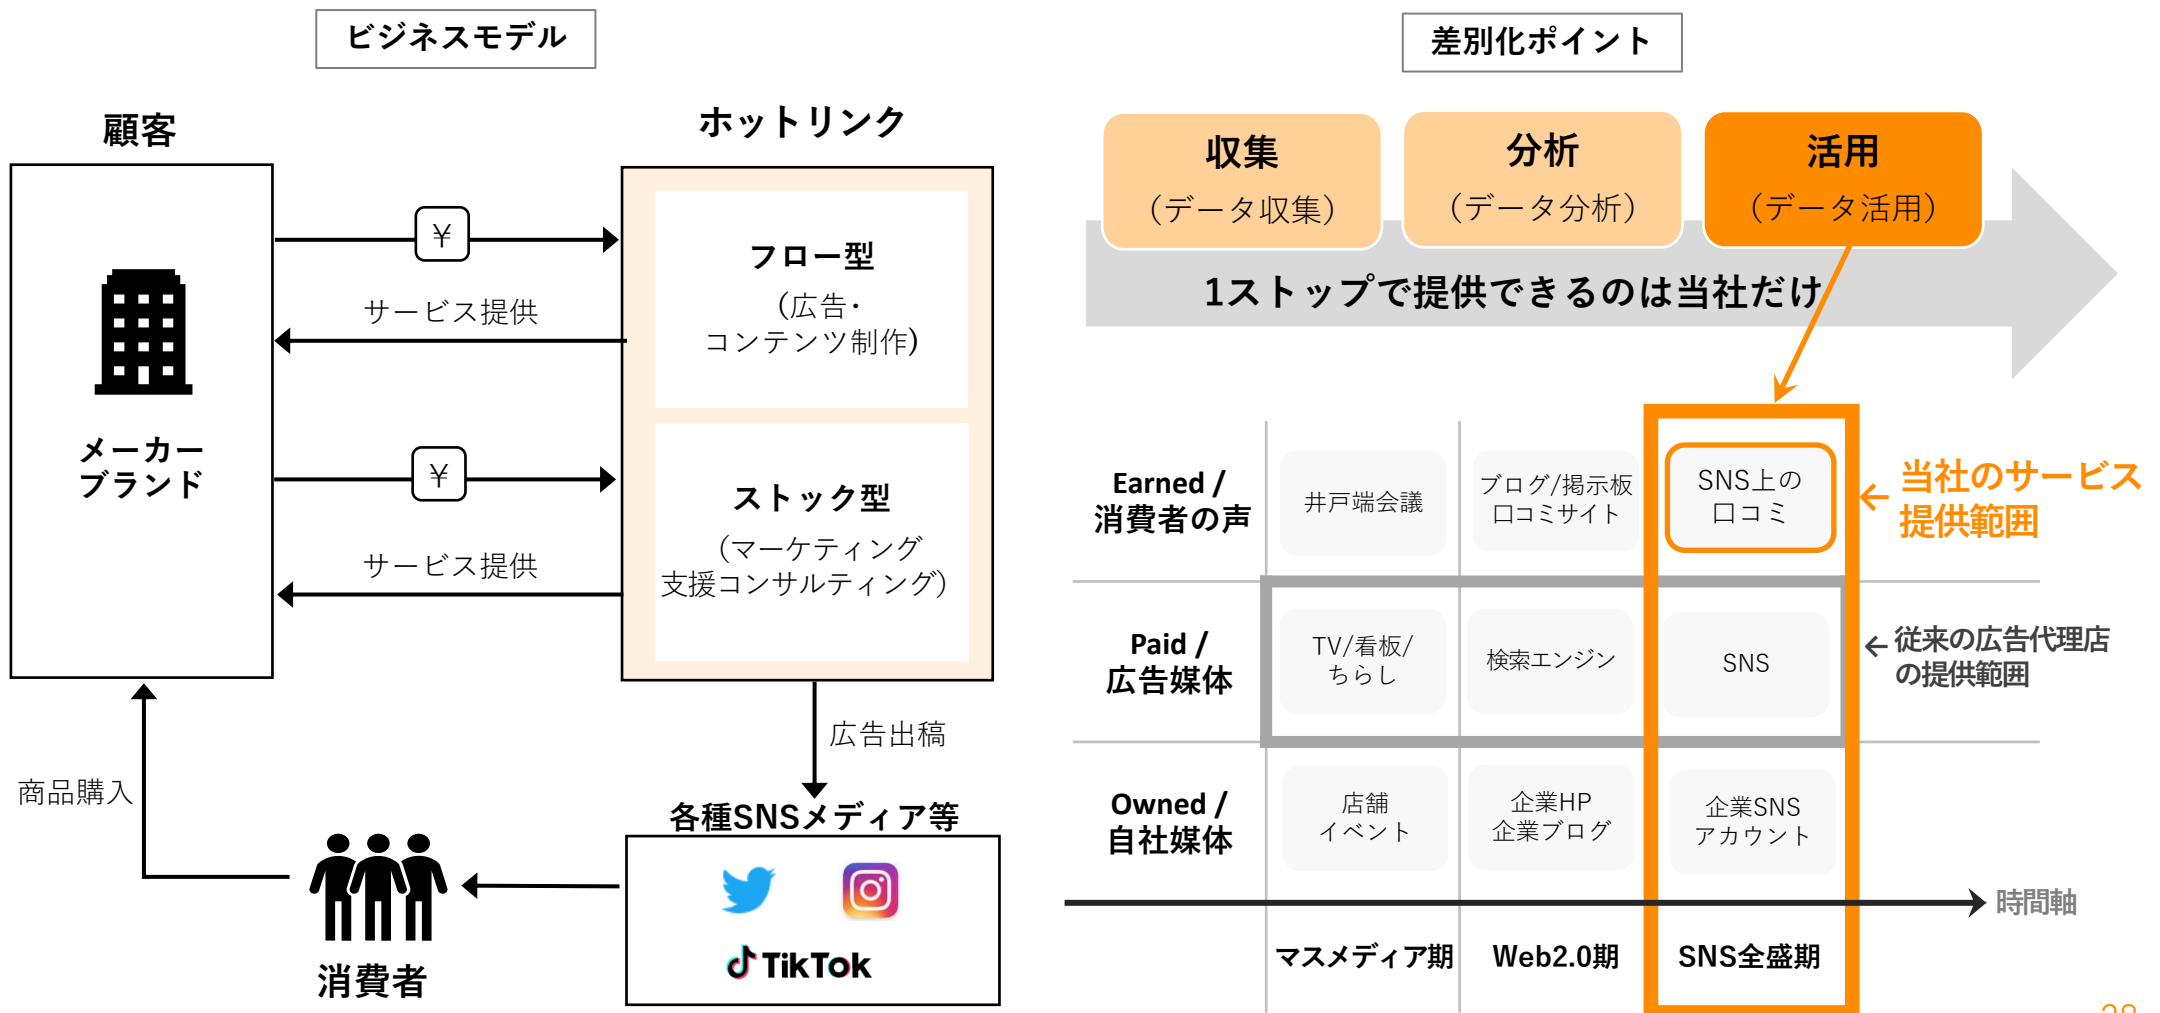 ビジネスモデル
顧客
ホットリンク
¥
サービス提供
フロー型
（広告・
コンテンツ制作）
メーカー
ブランド
¥
サービス提供
ストック型
（マーケティング
支援コンサルティング）
広告出稿
商品購入
各種SNSメディア等
TikTok
消費者
差別化ポイント
収集
（データ収集）
分析
（データ分析）
活用
（データ活用）
1ストップで提供できるのは当社だけ
Earned /
消費者の声
井戸端会議
ブログ/掲示板
口コミサイト
SNS上の
口コミ
←当社のサービス
提供範囲
Paid /
広告媒体
TV/看板/
ちらし
検索エンジン
SNS
←従来の広告代理店
の提供範囲
Owned /
自社媒体
店舗
イベント
企業HP
企業ブログ
企業SNS
アカウント
時間軸
マスメディア期
Web2.0期
SNS全盛期